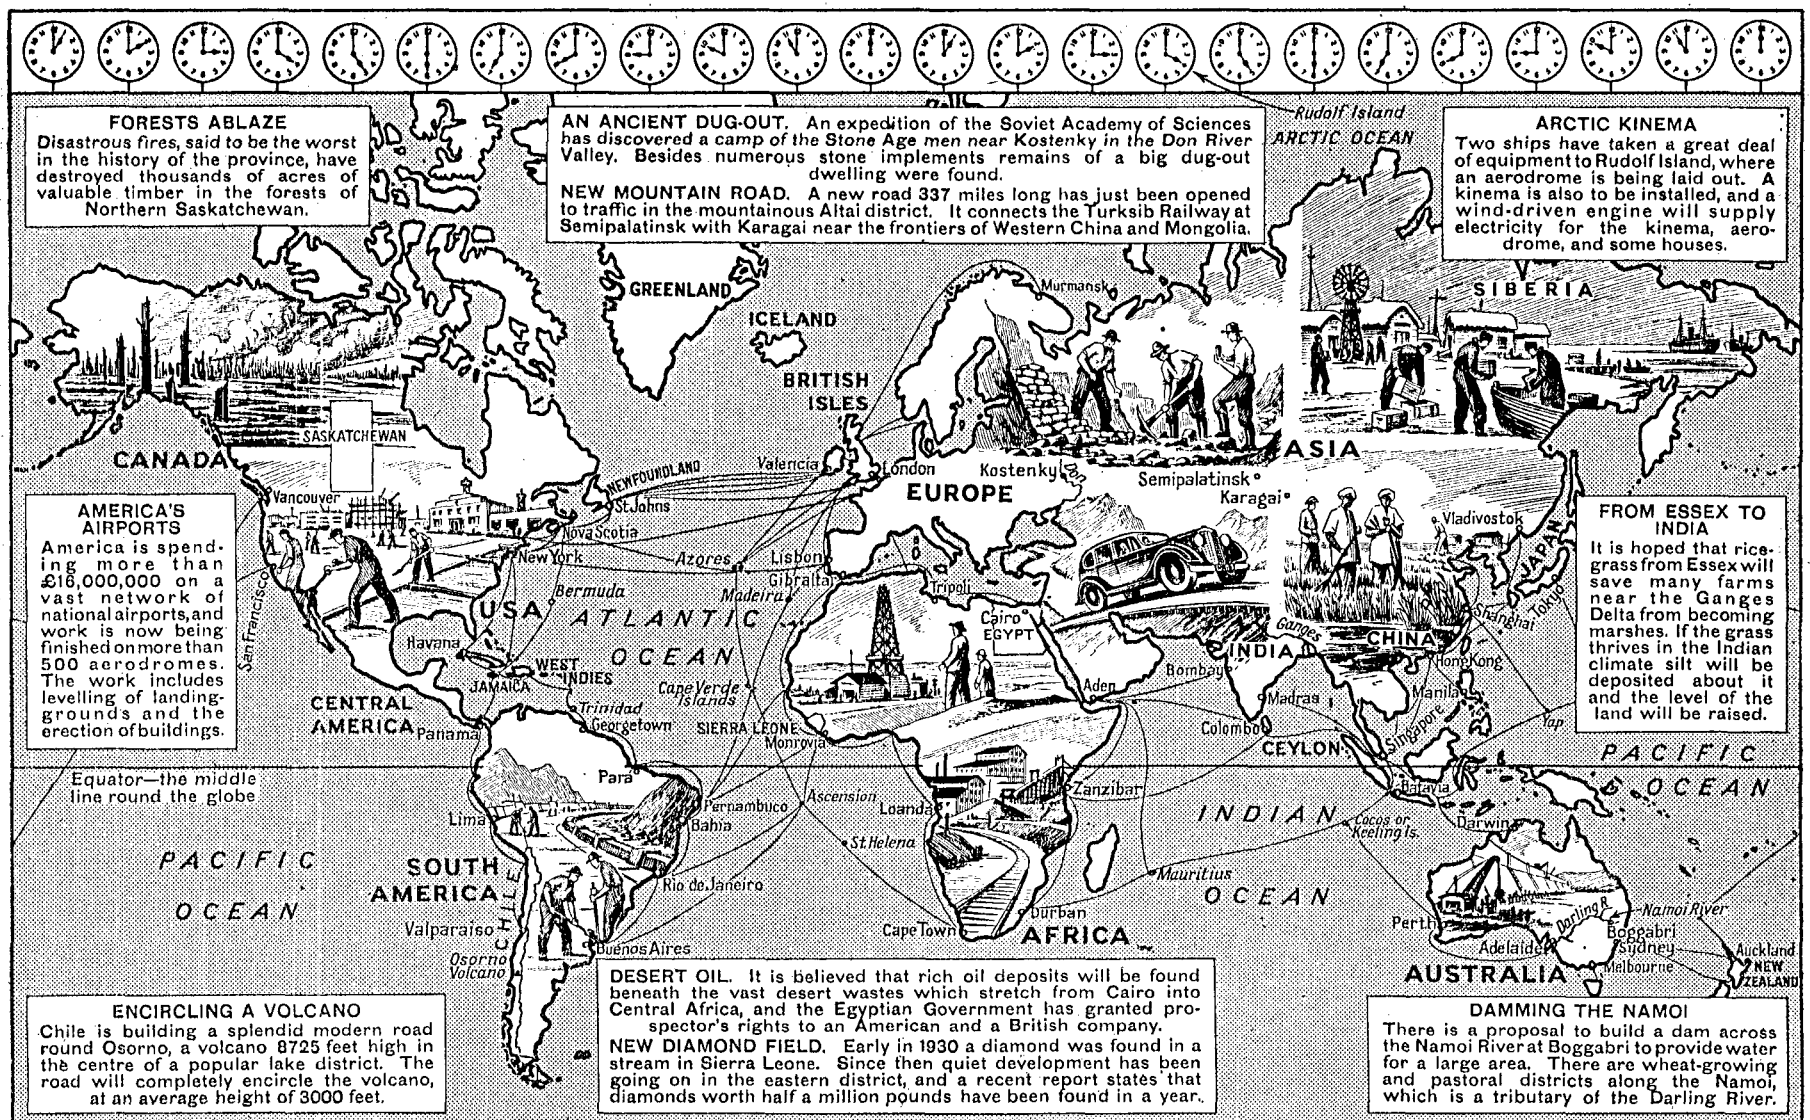 FORESTS ABLAZE
Disastrous fires, said to be the worst
in the history of the province, have
destroyed thousands of acres of
valuable timber in the forests of
Northern Saskatchewan.
AN ANCIENT DUG-OUT. An expedition of the Soviet Academy of Sciences
has discovered a camp of the Stone Age men near Kostenky in the Don River
Valley. Besides numerous stone implements remains of a big dug-out
dwelling were found.
NEW MOUNTAIN ROAD. A new road 337 miles long has just been opened
to traffic in the mountainous Altai district. It connects the Turksib Railway at
Semipalatinsk with Karagai near the frontiers of Western China and Mongolia.
Rudolf Island
ARCTIC OCEAN
ARCTIC KINEMA
Two ships have taken a great deal
of equipment to Rudolf Island, where
an aerodrome is being laid out. A
kinema is also to be installed, and a
wind-driven engine will supply
electricity for the kinema, aero-
drome, and some houses.
GREENLAND
ICELAND
Murmansk
SIBERIA
BRITISH
ISLES
SASKATCHEWAN
CANADA
NEWFOUNDLAND
Valencia
London
Kostenky
Don
ASIA
Semipalatinsk
Karagai
EUROPE
Vancouver
St Johns
Nova Scotia
New York
Azores
Lisbon
Gibraltar
Madeira
Tripoli
Vladivostok
JAPAN
Tokyo
Shanghai
AMERICA'S
AIRPORTS
America is spend-
ing more than
£16,000,000 on a
vast network of
national airports, and
work is now being
finished on more than
500 aerodromes.
The work includes
levelling of landing-
grounds and the
erection of buildings.
FROM ESSEX TO
INDIA
It is hoped that rice-
grass from Essex will
save many farms
near the Ganges
Delta from becoming
marshes. If the grass
thrives in the Indian
climate silt will be
deposited about it
and the level of the
land will be raised.
San Francisco
USA
Bermuda
ATLANTIC
OCEAN
Havana
WEST
INDIES
JAMAICA
Cairo
EGYPT
Ganges
CHINA
INDIA
Hong Kong
Bombay
Aden
Madras
Manila
CENTRAL
AMERICA
Panama
Trinidad
Georgetown
Cape Verde
Islands
SIERRA LEONE
Monrovia
Colombo
CEYLON
Singapore
Yap
PACIFIC
OCEAN
Equator—the middle
line round the globe
Para
Pernambuco
Ascension
Loanda
Zanzibar
Batavia
Lima
Bahia
INDIAN
OCEAN
Cocos or
Keeling Is.
Darwin
St Helena
Mauritius
PACIFIC
OCEAN
SOUTH
AMERICA
CHILE
Rio de Janeiro
Valparaiso
Buenos Aires
Osorno
Volcano
Cape Town
Durban
AFRICA
Perth
Darling R.
Namoi River
Boggabri
Adelaide
Sydney
Melbourne
AUSTRALIA
Auckland
NEW
ZEALAND
ENCIRCLING A VOLCANO
Chile is building a splendid modern road
round Osorno, a volcano 8725 feet high in
the centre of a popular lake district. The
road will completely encircle the volcano,
at an average height of 3000 feet.
DESERT OIL. It is believed that rich oil deposits will be found
beneath the vast desert wastes which stretch from Cairo into
Central Africa, and the Egyptian Government has granted pro-
spector's rights to an American and a British company.
NEW DIAMOND FIELD. Early in 1930 a diamond was found in a
stream in Sierra Leone. Since then quiet development has been
going on in the eastern district, and a recent report states that
diamonds worth half a million pounds have been found in a year.
DAMMING THE NAMOI
There is a proposal to build a dam across
the Namoi River at Boggabri to provide water
for a large area. There are wheat-growing
and pastoral districts along the Namoi,
which is a tributary of the Darling River.